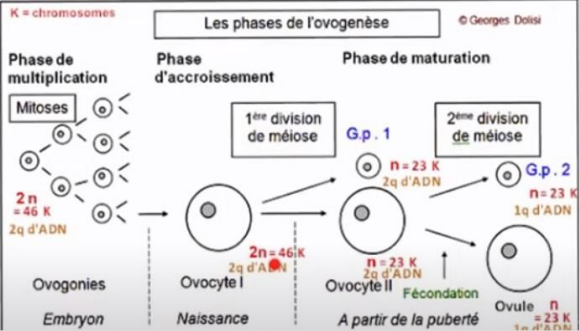 K = chromosomes
Les phases de l'ovogenèse
© Georges Dolisi
Phase de
multiplication
Phase
d'accroissement
Phase de maturation
Mitoses
1ère division
de méiose
2ème division
de méiose
G.p. 1
n = 23 K
2q d'ADN
G.p. 2
n = 23 K
1q d'ADN
2n
= 46 K
2q d'ADN
2n = 46 K
2q d'ADN
n = 23 K
2q d'ADN
Ovogonies
Ovocyte I
Ovocyte II
Fécondation
Ovule n
= 23 K
1q d'ADN
Embryon
Naissance
A partir de la puberté